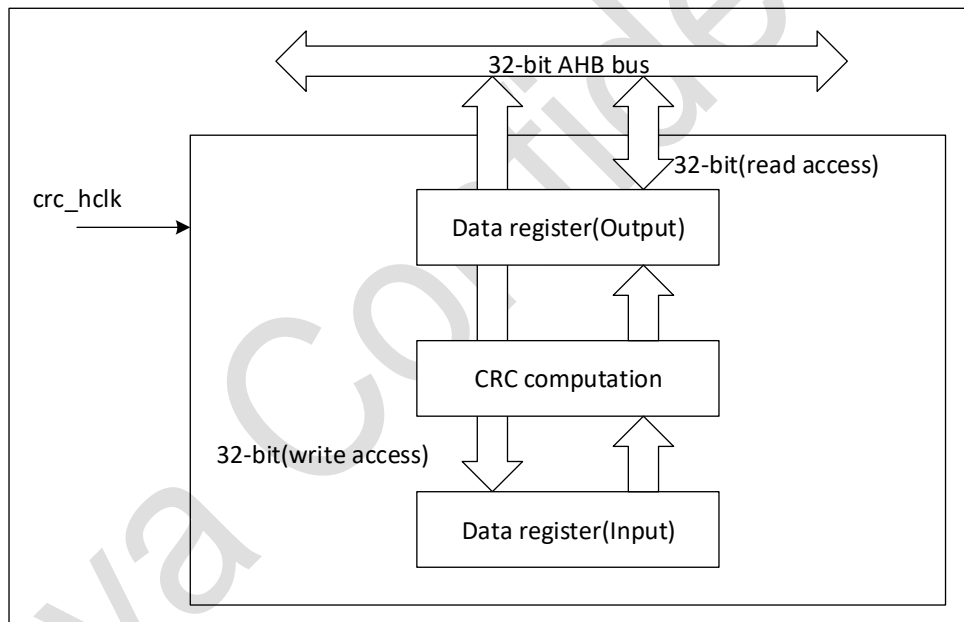 32-bit AHB bus
32-bit(read access)
crc_hclk
Data register(Output)
CRC computation
32-bit(write access)
Data register(Input)